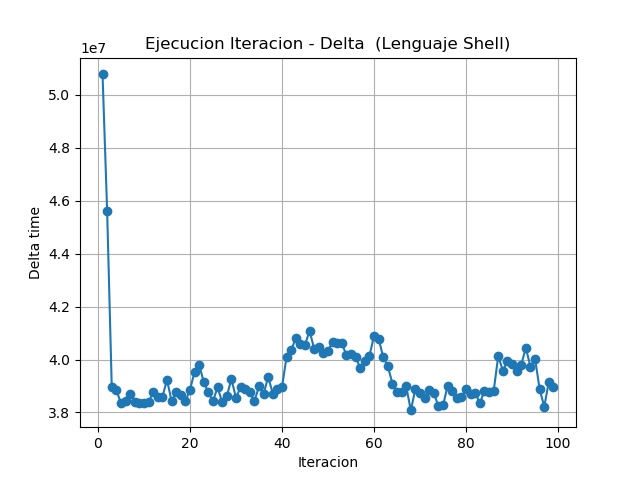 Ejecucion Iteracion - Delta  (Lenguaje Shell)
1e7
5.0
4.8
4.6
4.4
4.2
4.0
3.8
Delta time
0 20 40 60 80 100
Iteracion